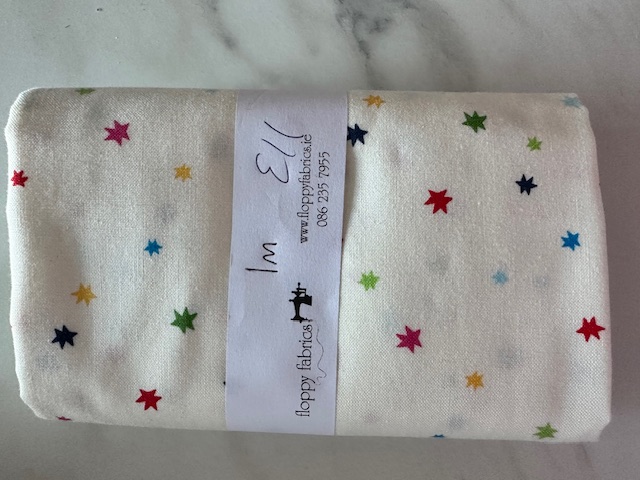 1m
€11
floppy fabrics
www.floppyfabrics.ie
086 235 7955